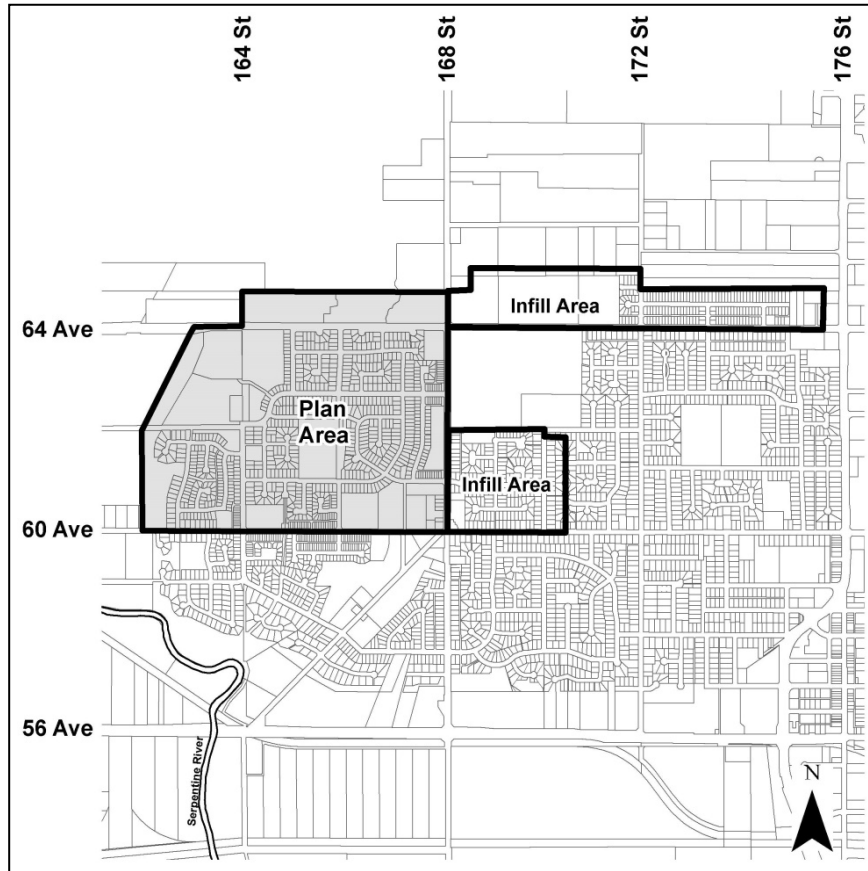 164 St
168 St
172 St
176 St
Infill Area
64 Ave
Plan
Area
Infill Area
60 Ave
56 Ave
Serpentine River
N